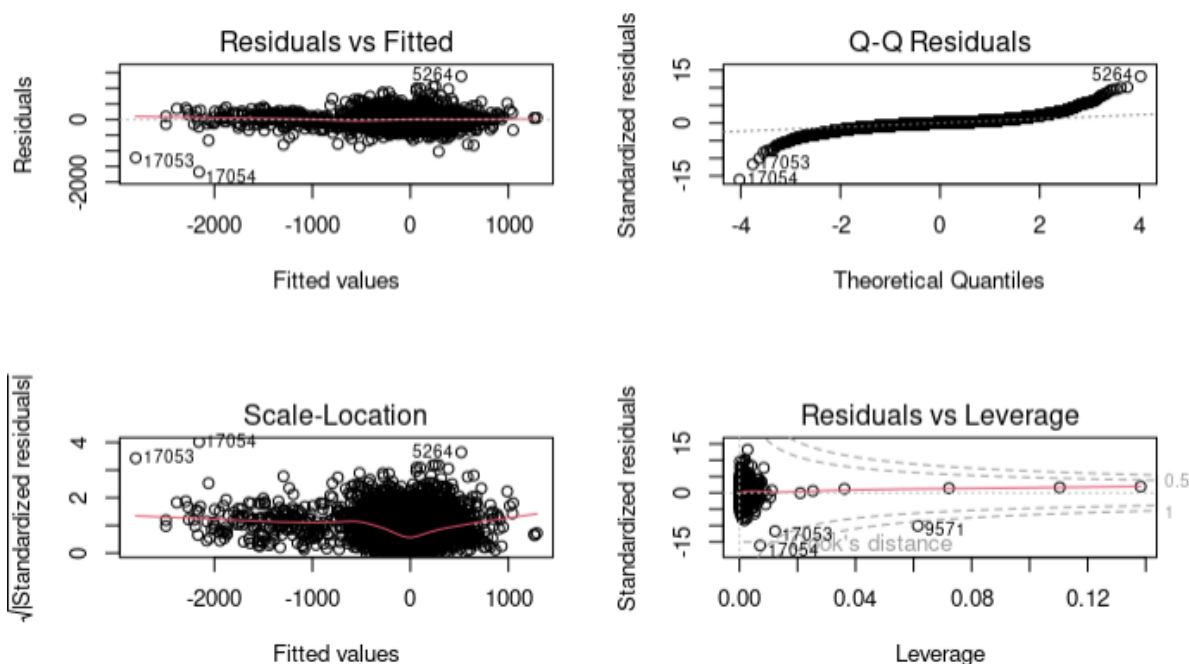 Residuals vs Fitted
Residuals
0
-2000
5264
17053
17054
-2000 -1000 0 1000
Fitted values
Q-Q Residuals
Standardized residuals
15
0
-15
5264
17053
17054
-4 -2 0 2 4
Theoretical Quantiles
Scale-Location
√|Standardized residuals|
4
2
0
17053
17054
5264
-2000 -1000 0 1000
Fitted values
Residuals vs Leverage
Standardized residuals
15
0
-15
0.5
1
17053
17054
9571
ok's distance
0.00 0.04 0.08 0.12
Leverage